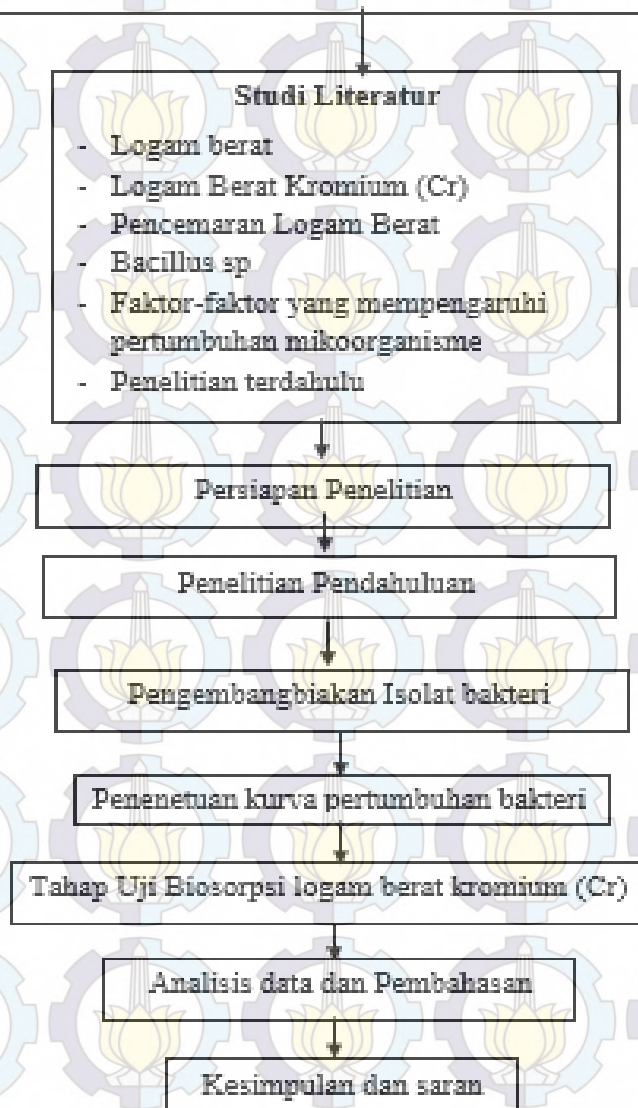 Studi Literatur
- Logam berat
- Logam Berat Kromium (Cr)
- Pencemaran Logam Berat
- Bacillus sp
- Faktor-faktor yang mempengaruhi
pertumbuhan mikoorganisme
- Penelitian terdahulu
Persiapan Penelitian
Penelitian Pendahuluan
Pengembangbiakan Isolat bakteri
Penenetuan kurva pertumbuhan bakteri
Tahap Uji Biosorpsi logam berat kromium (Cr)
Analisis data dan Pembahasan
Kesimpulan dan saran